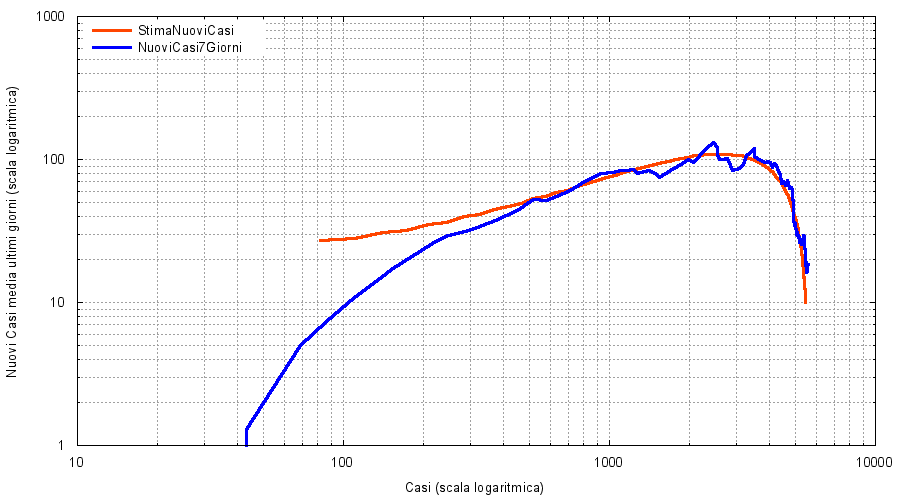 1000
StimaNuoviCasi
NuoviCasi7Giorni
100
10
1
Nuovi Casi media ultimi giorni (scala logaritmica)
10
100
1000
10000
Casi (scala logaritmica)